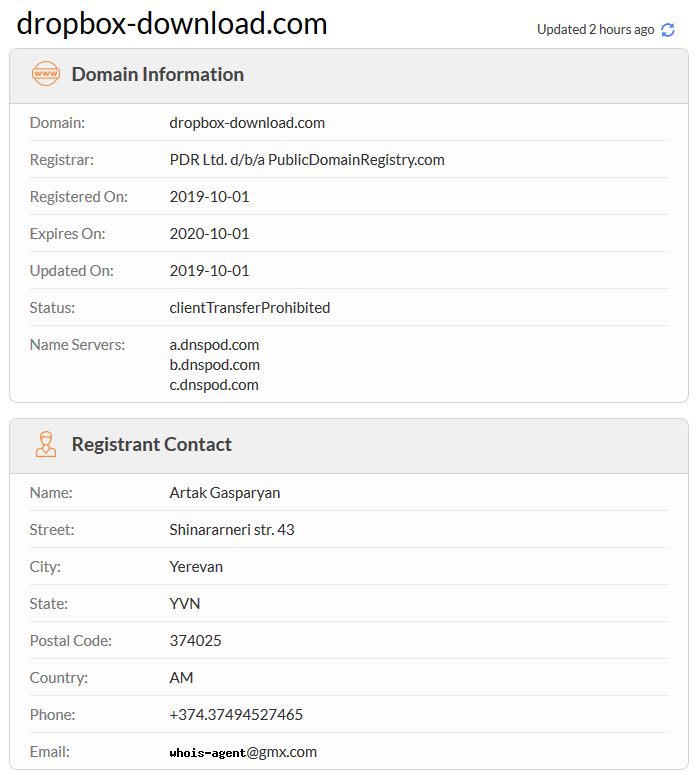 dropbox-download.com
Updated 2 hours ago
www
Domain Information
Domain: dropbox-download.com
Registrar: PDR Ltd. d/b/a PublicDomainRegistry.com
Registered On: 2019-10-01
Expires On: 2020-10-01
Updated On: 2019-10-01
Status: clientTransferProhibited
Name Servers: a.dnspod.com
b.dnspod.com
c.dnspod.com
Registrant Contact
Name: Artak Gasparyan
Street: Shinararneri str. 43
City: Yerevan
State: YVN
Postal Code: 374025
Country: AM
Phone: +374.37494527465
Email: whois-agent@gmx.com